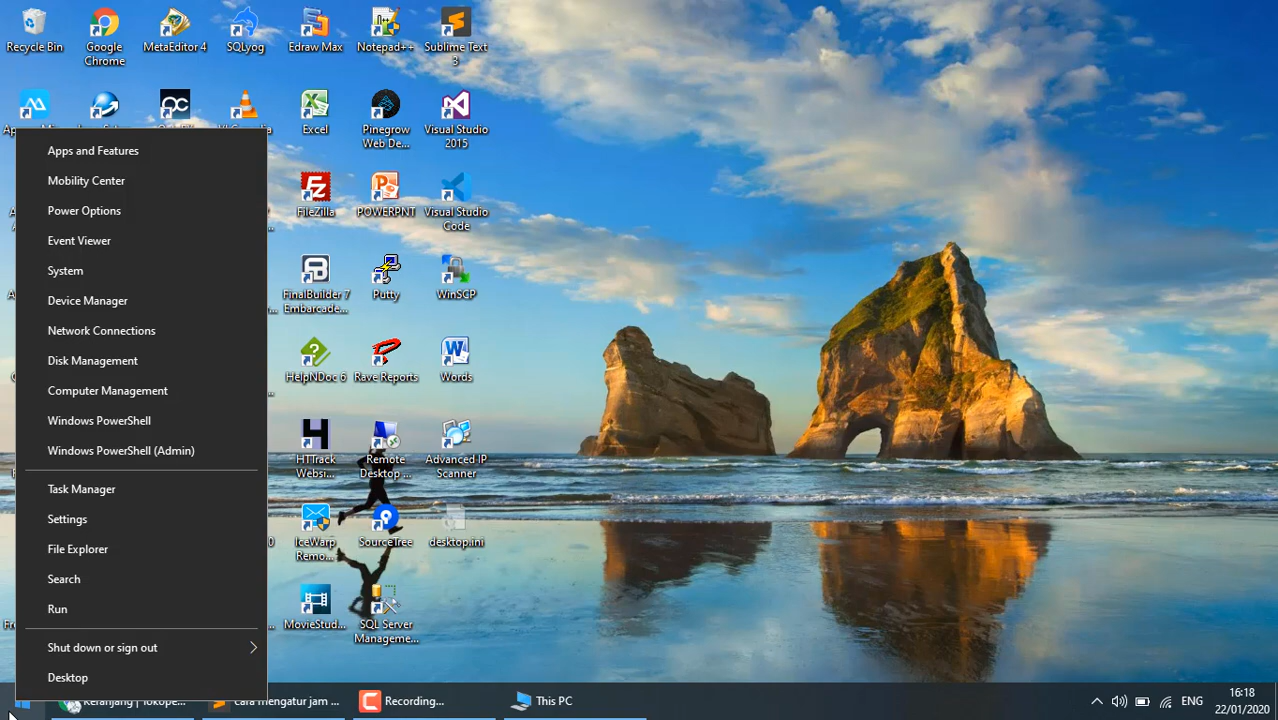 Recycle Bin
Google
Chrome
MetaEditor 4
SQLyog
Edraw Max
Notepad++
Sublime Text
3
Excel
Pinegrow
Web De...
Visual Studio
2015
FileZilla
POWERPNT
Visual Studio
Code
FinalBuilder 7
Embarcade...
Putty
WinSCP
HelpNDoc 6
Rave Reports
Words
HTTrack
Websi...
Remote
Desktop ...
Advanced IP
Scanner
IceWarp
Remo...
SourceTree
desktop.ini
MovieStud...
SQL Server
Manageme...
Apps and Features
Mobility Center
Power Options
Event Viewer
System
Device Manager
Network Connections
Disk Management
Computer Management
Windows PowerShell
Windows PowerShell (Admin)
Task Manager
Settings
File Explorer
Search
Run
Shut down or sign out
Desktop
Keranjang | Tokope...
cara mengatur jam ...
Recording...
This PC
ENG
16:18
22/01/2020